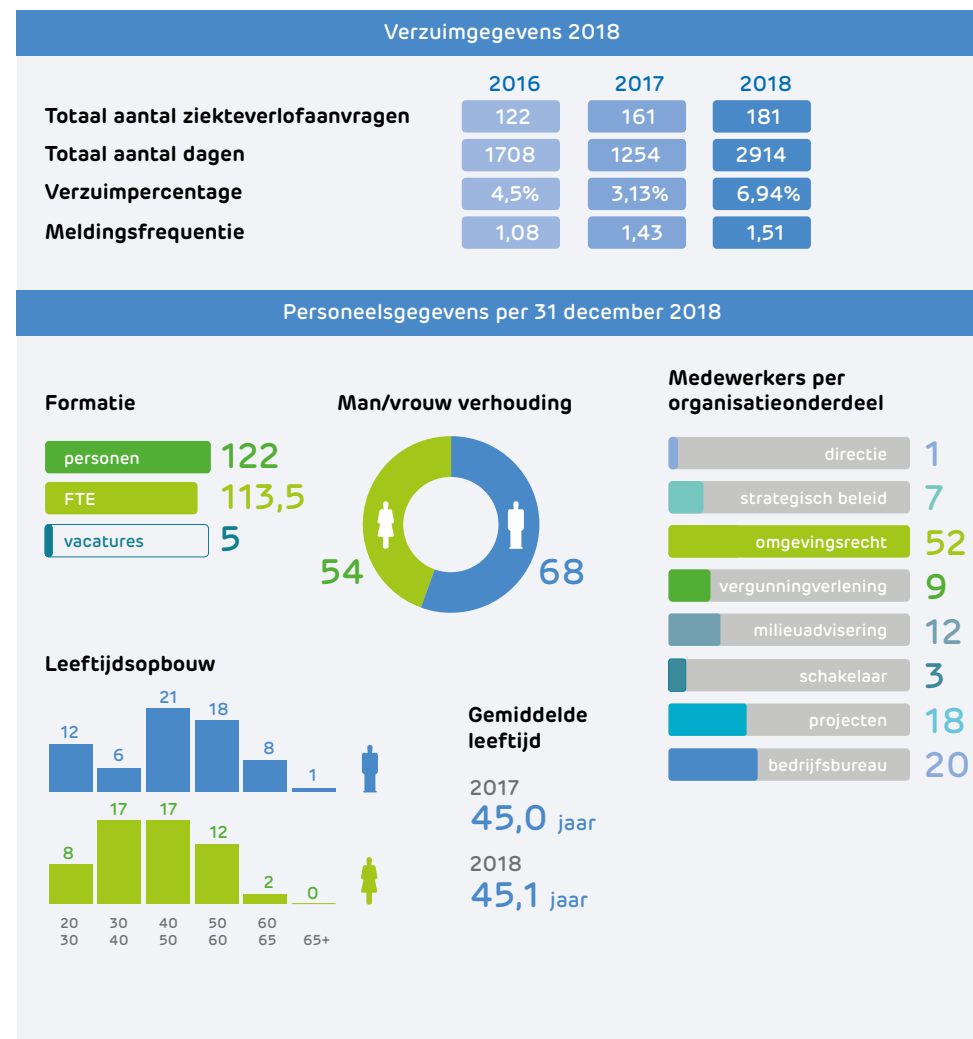 Verzuimgegevens 2018
2016 2017 2018
Totaal aantal ziekteverlofaanvragen 122 161 181
Totaal aantal dagen 1708 1254 2914
Verzuimpercentage 4,5% 3,13% 6,94%
Meldingsfrequentie 1,08 1,43 1,51
Personeelsgegevens per 31 december 2018
Formatie
personen 122
FTE 113,5
vacatures 5
Man/vrouw verhouding
54 68
Medewerkers per
organisatieonderdeel
directie 1
strategisch beleid 7
omgevingsrecht 52
vergunningverlening 9
milieuadvisering 12
schakelaar 3
projecten 18
bedrijfsbureau 20
Leeftijdsopbouw
12 6 21 18 8 1
8 17 17 12 2 0
20 30 40 50 60
30 40 50 60 65 65+
Gemiddelde
leeftijd
2017
45,0 jaar
2018
45,1 jaar